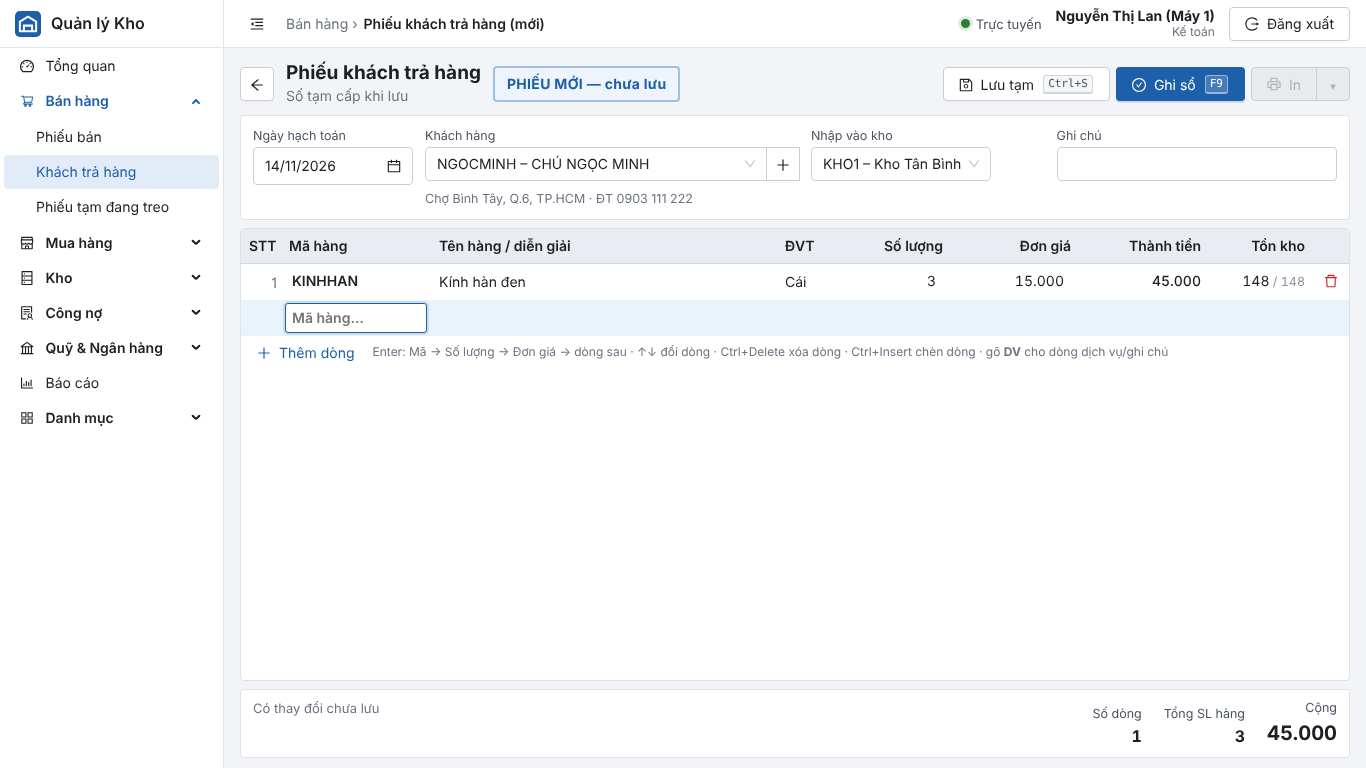 Quản lý Kho
Bán hàng › Phiếu khách trả hàng (mới)
Trực tuyến
Nguyễn Thị Lan (Máy 1)
Kế toán
Đăng xuất
Tổng quan
Bán hàng
Phiếu bán
Khách trả hàng
Phiếu tạm đang treo
Mua hàng
Kho
Công nợ
Quỹ & Ngân hàng
Báo cáo
Danh mục
Phiếu khách trả hàng
Số tạm cấp khi lưu
PHIẾU MỚI — chưa lưu
Lưu tạm Ctrl+S
Ghi sổ F9
In
Ngày hạch toán
14/11/2026
Khách hàng
NGOCMINH – CHÚ NGỌC MINH
Chợ Bình Tây, Q.6, TP.HCM · ĐT 0903 111 222
Nhập vào kho
KHO1 – Kho Tân Bình
Ghi chú
STT Mã hàng Tên hàng / diễn giải ĐVT Số lượng Đơn giá Thành tiền Tồn kho
1 KINHHAN Kính hàn đen Cái 3 15.000 45.000 148 / 148
Mã hàng...
Thêm dòng
Enter: Mã → Số lượng → Đơn giá → dòng sau · ↑↓ đổi dòng · Ctrl+Delete xóa dòng · Ctrl+Insert chèn dòng · gõ DV cho dòng dịch vụ/ghi chú
Có thay đổi chưa lưu
Số dòng
1
Tổng SL hàng
3
Cộng
45.000